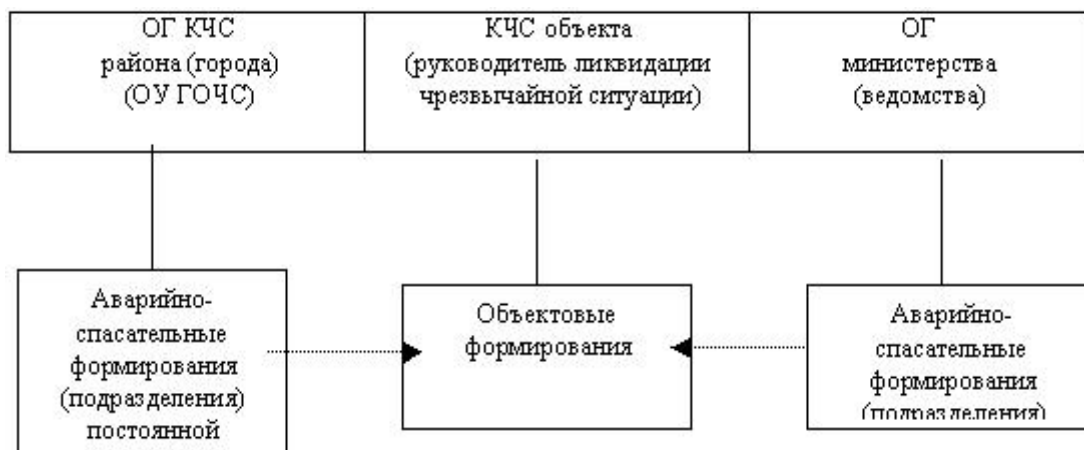 ОГ КЧС
района (города)
(ОУ ГОЧС)
КЧС объекта
(руководитель ликвидации
чрезвычайной ситуации)
ОГ
министерства
(ведомства)
Аварийно-
спасательные
формирования
(подразделения)
постоянной
Объектовые
формирования
Аварийно-
спасательные
формирования
(подразделения)